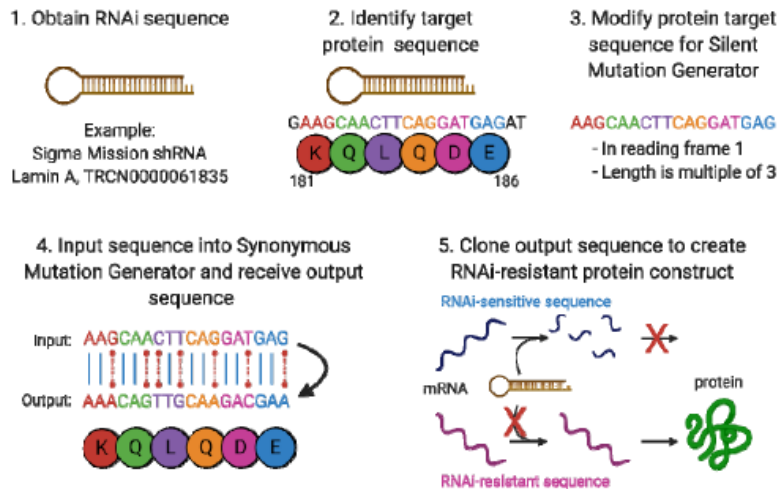 1. Obtain RNAi sequence
Example:
Sigma Mission shRNA
Lamin A, TRCN0000061835
2. Identify target
protein sequence
GAAGCAACTTCAGGATGAGAT
K Q L Q D E
181 186
3. Modify protein target
sequence for Silent
Mutation Generator
AAGCAACTTCAGGATGAG
- In reading frame 1
- Length is multiple of 3
4. Input sequence into Synonymous
Mutation Generator and receive output
sequence
Input: AAGCAACTTCAGGATGAG
Output: AAACAGTTGCAAGACGAA
K Q L Q D E
5. Clone output sequence to create
RNAi-resistant protein construct
RNAi-sensitive sequence
mRNA
protein
RNAi-resistant sequence